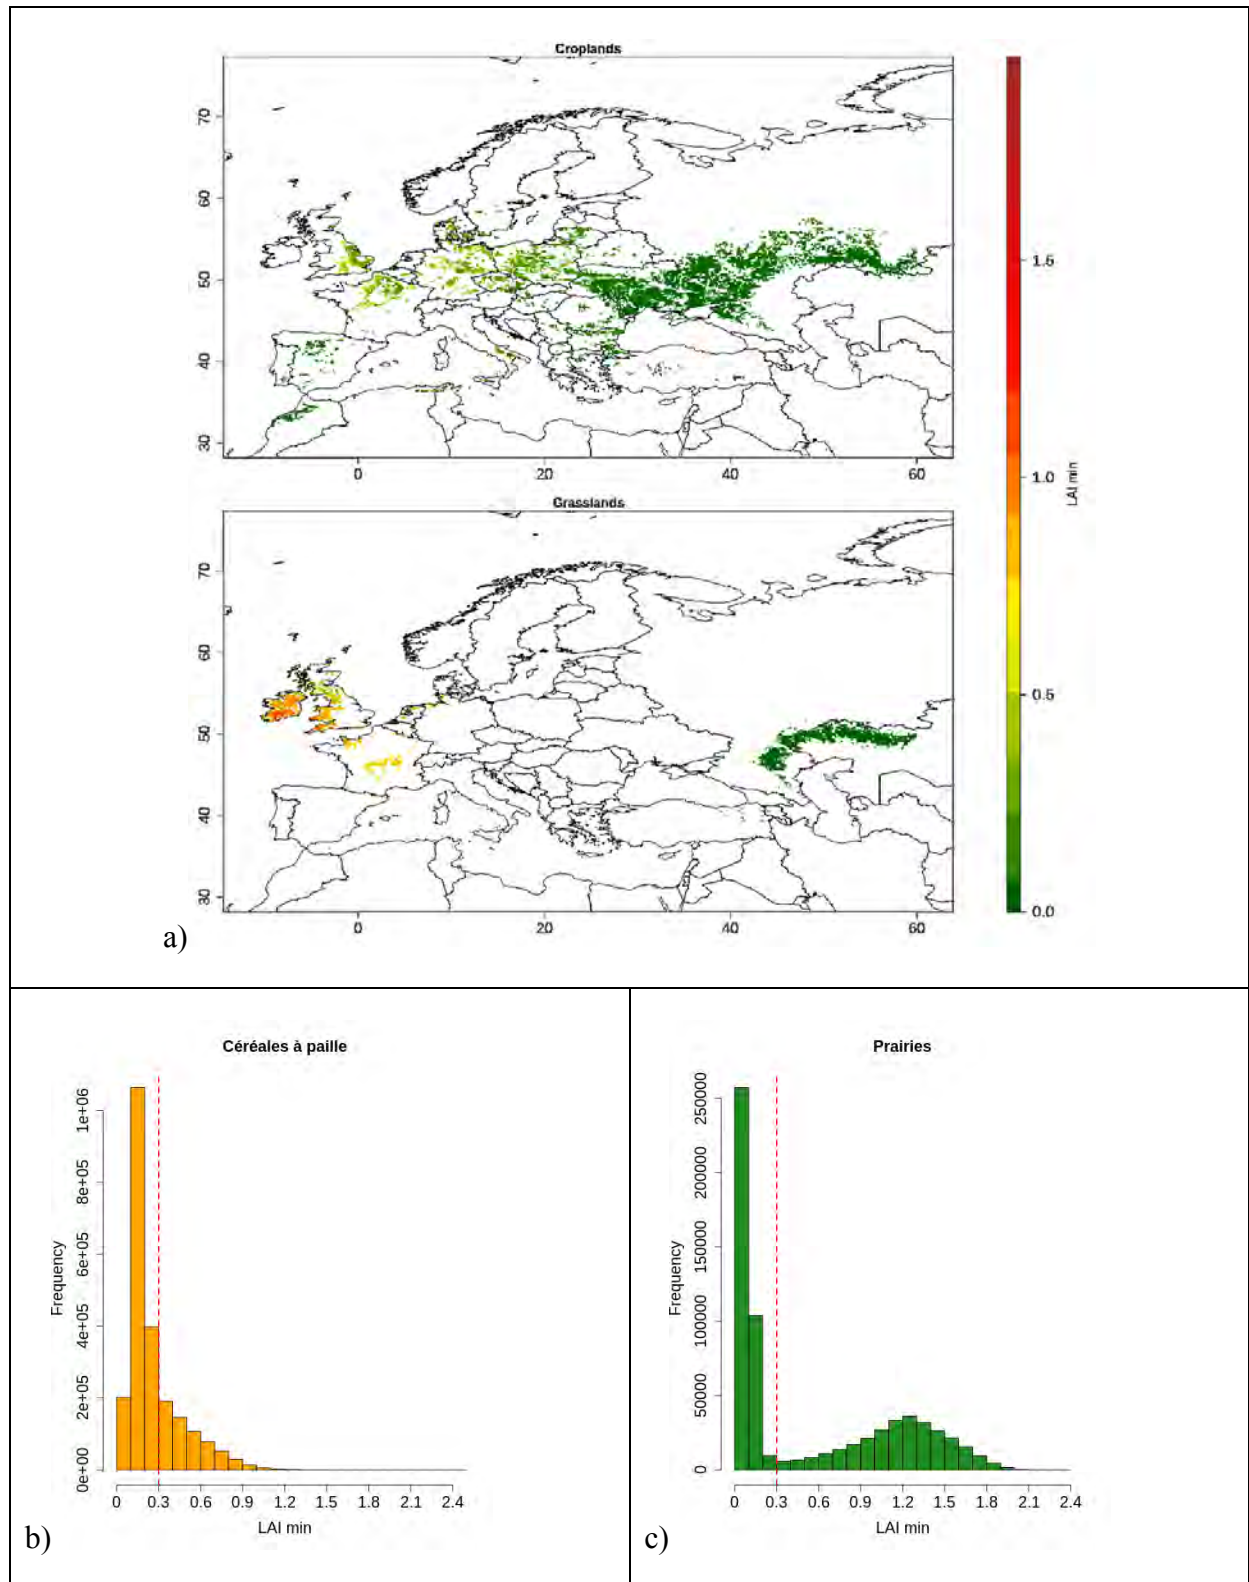 Croplands
70
60
50
40
30
0 20 40 60
Grasslands
70
60
50
40
30
0 20 40 60
1.5
1.0
0.5
0.0
LAI min
a)
Céréales à paille
Frequency
1e+06
8e+05
6e+05
4e+05
2e+05
0e+00
0 0.3 0.6 0.9 1.2 1.5 1.8 2.1 2.4
LAI min
b)
Prairies
Frequency
250000
200000
150000
100000
50000
0
0 0.3 0.6 0.9 1.2 1.5 1.8 2.1 2.4
LAI min
c)